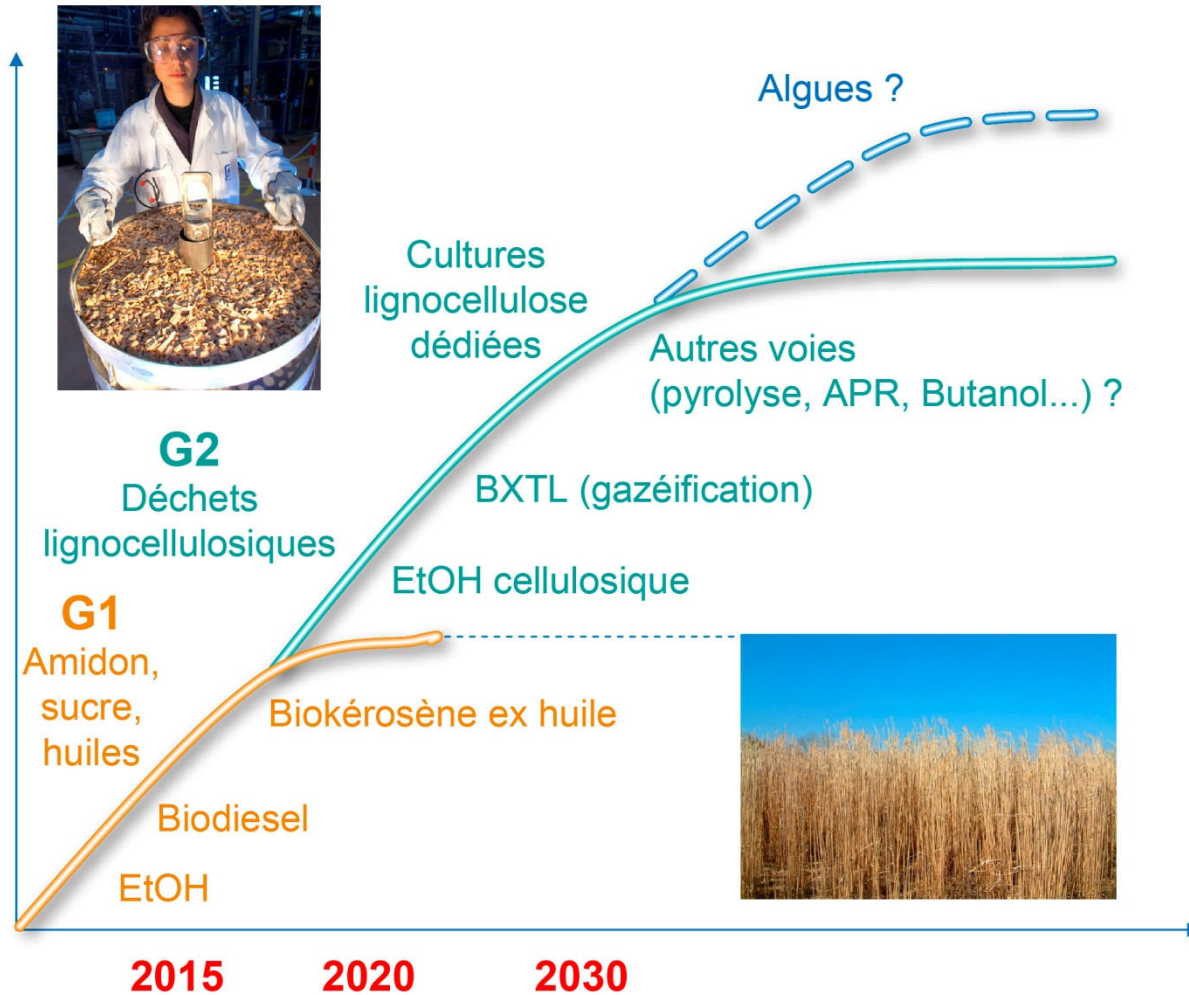 Algues ?
Cultures
lignocellulose
dédiées
Autres voies
(pyrolyse, APR, Butanol...) ?
G2
Déchets
lignocellulosiques
BXTL (gazéification)
EtOH cellulosique
G1
Amidon,
sucre,
huiles
Biokérosène ex huile
Biodiesel
EtOH
2015 2020 2030